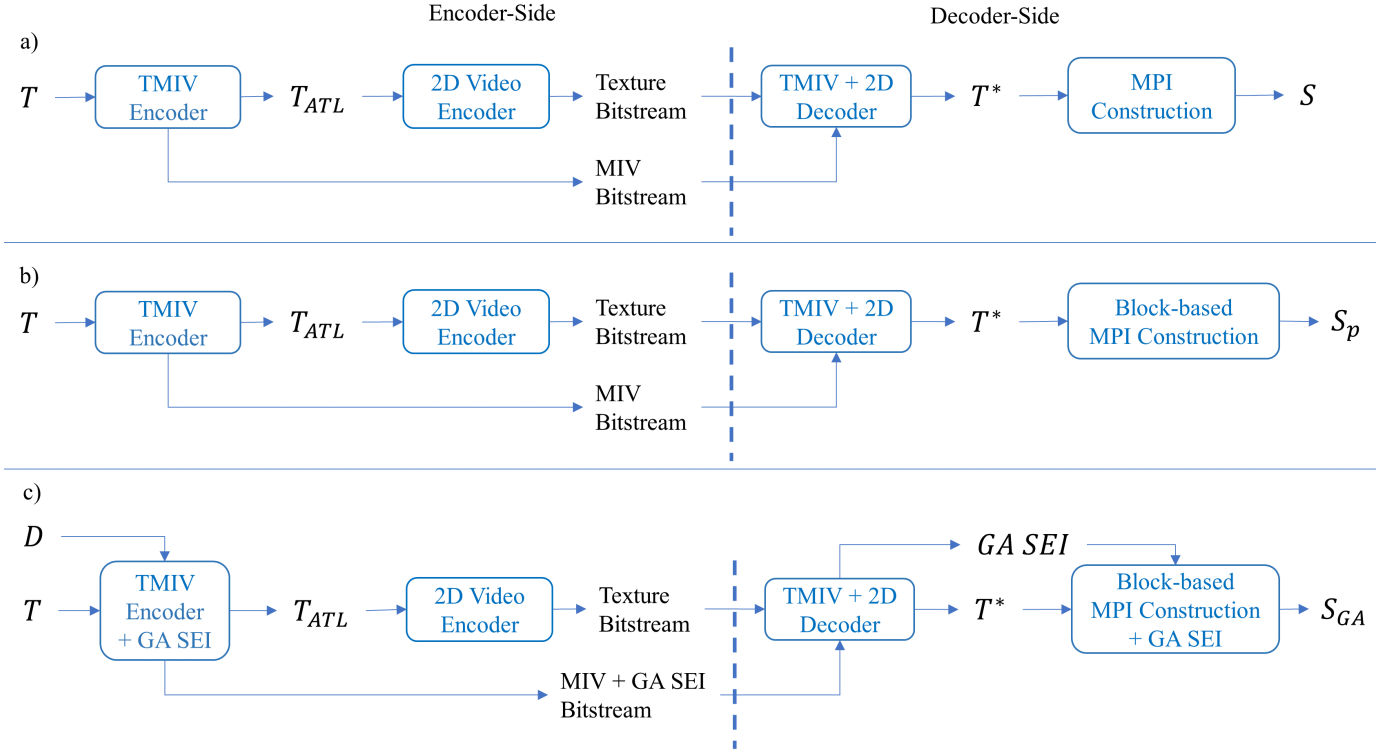 Encoder-Side
Decoder-Side
a)
T
TMIV
Encoder
T_ATL
2D Video
Encoder
Texture
Bitstream
TMIV + 2D
Decoder
T*
MPI
Construction
S
MIV
Bitstream
b)
T
TMIV
Encoder
T_ATL
2D Video
Encoder
Texture
Bitstream
TMIV + 2D
Decoder
T*
Block-based
MPI Construction
S_p
MIV
Bitstream
c)
D
GA SEI
T
TMIV
Encoder
+ GA SEI
T_ATL
2D Video
Encoder
Texture
Bitstream
TMIV + 2D
Decoder
T*
Block-based
MPI Construction
+ GA SEI
S_GA
MIV + GA SEI
Bitstream